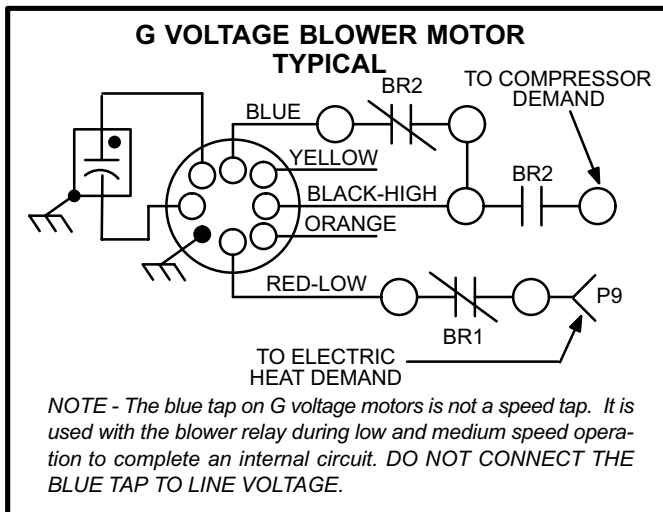 G VOLTAGE BLOWER MOTOR
TYPICAL
TO COMPRESSOR
DEMAND
BR2
BLUE
YELLOW
BR2
BLACK-HIGH
ORANGE
RED-LOW
P9
BR1
TO ELECTRIC
HEAT DEMAND
NOTE - The blue tap on G voltage motors is not a speed tap. It is
used with the blower relay during low and medium speed opera-
tion to complete an internal circuit. DO NOT CONNECT THE
BLUE TAP TO LINE VOLTAGE.